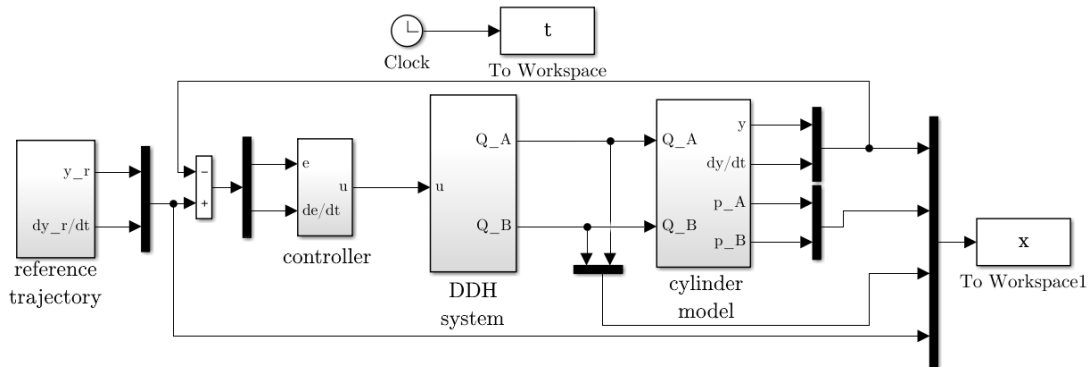 t
Clock
To Workspace
y_r
dy_r/dt
reference
trajectory
−
+
e
de/dt
u
controller
u
Q_A
Q_B
DDH
system
Q_A
Q_B
y
dy/dt
p_A
p_B
cylinder
model
x
To Workspace1